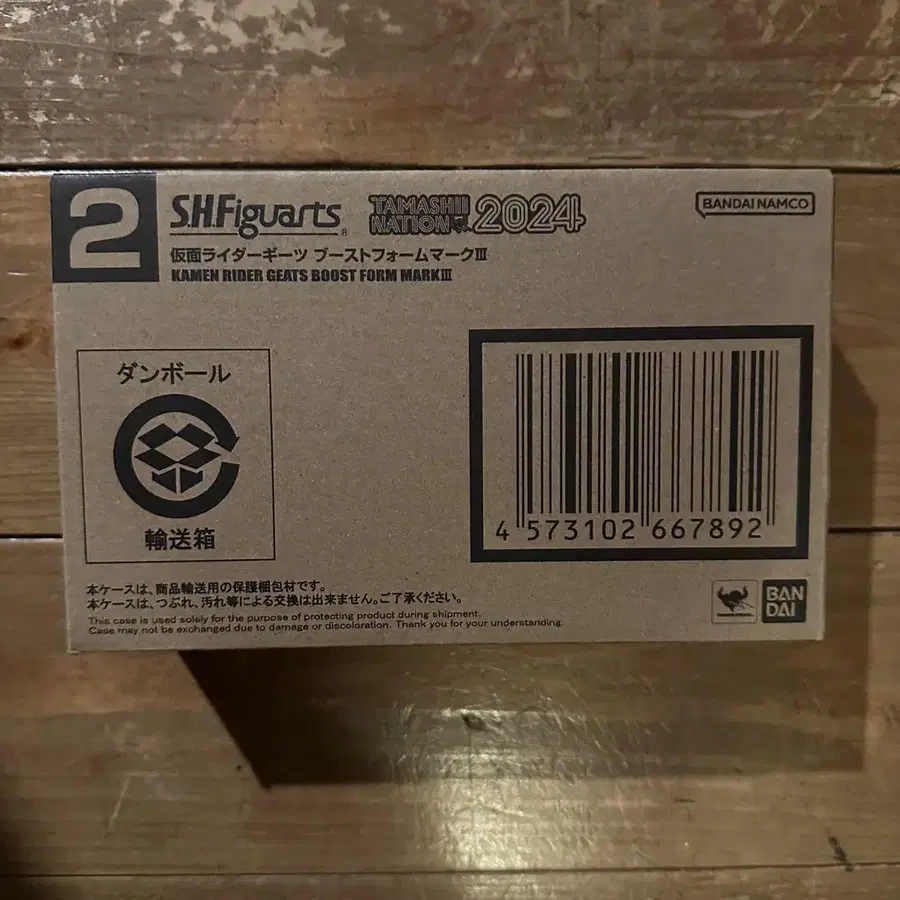 2
S.H.Figuarts®
TAMASHII NATION 2024
BANDAI NAMCO
仮面ライダーギーツ ブーストフォームマークⅢ
KAMEN RIDER GEATS BOOST FORM MARKⅢ
ダンボール
輸送箱
4 573102 667892
本ケースは、商品輸送用の保護梱包材です。
本ケースは、つぶれ、汚れ等による交換は出来ません。ご了承ください。
This case is used solely for the purpose of protecting product during shipment.
Case may not be exchanged due to damage or discoloration. Thank you for your understanding.
BAN
DAI